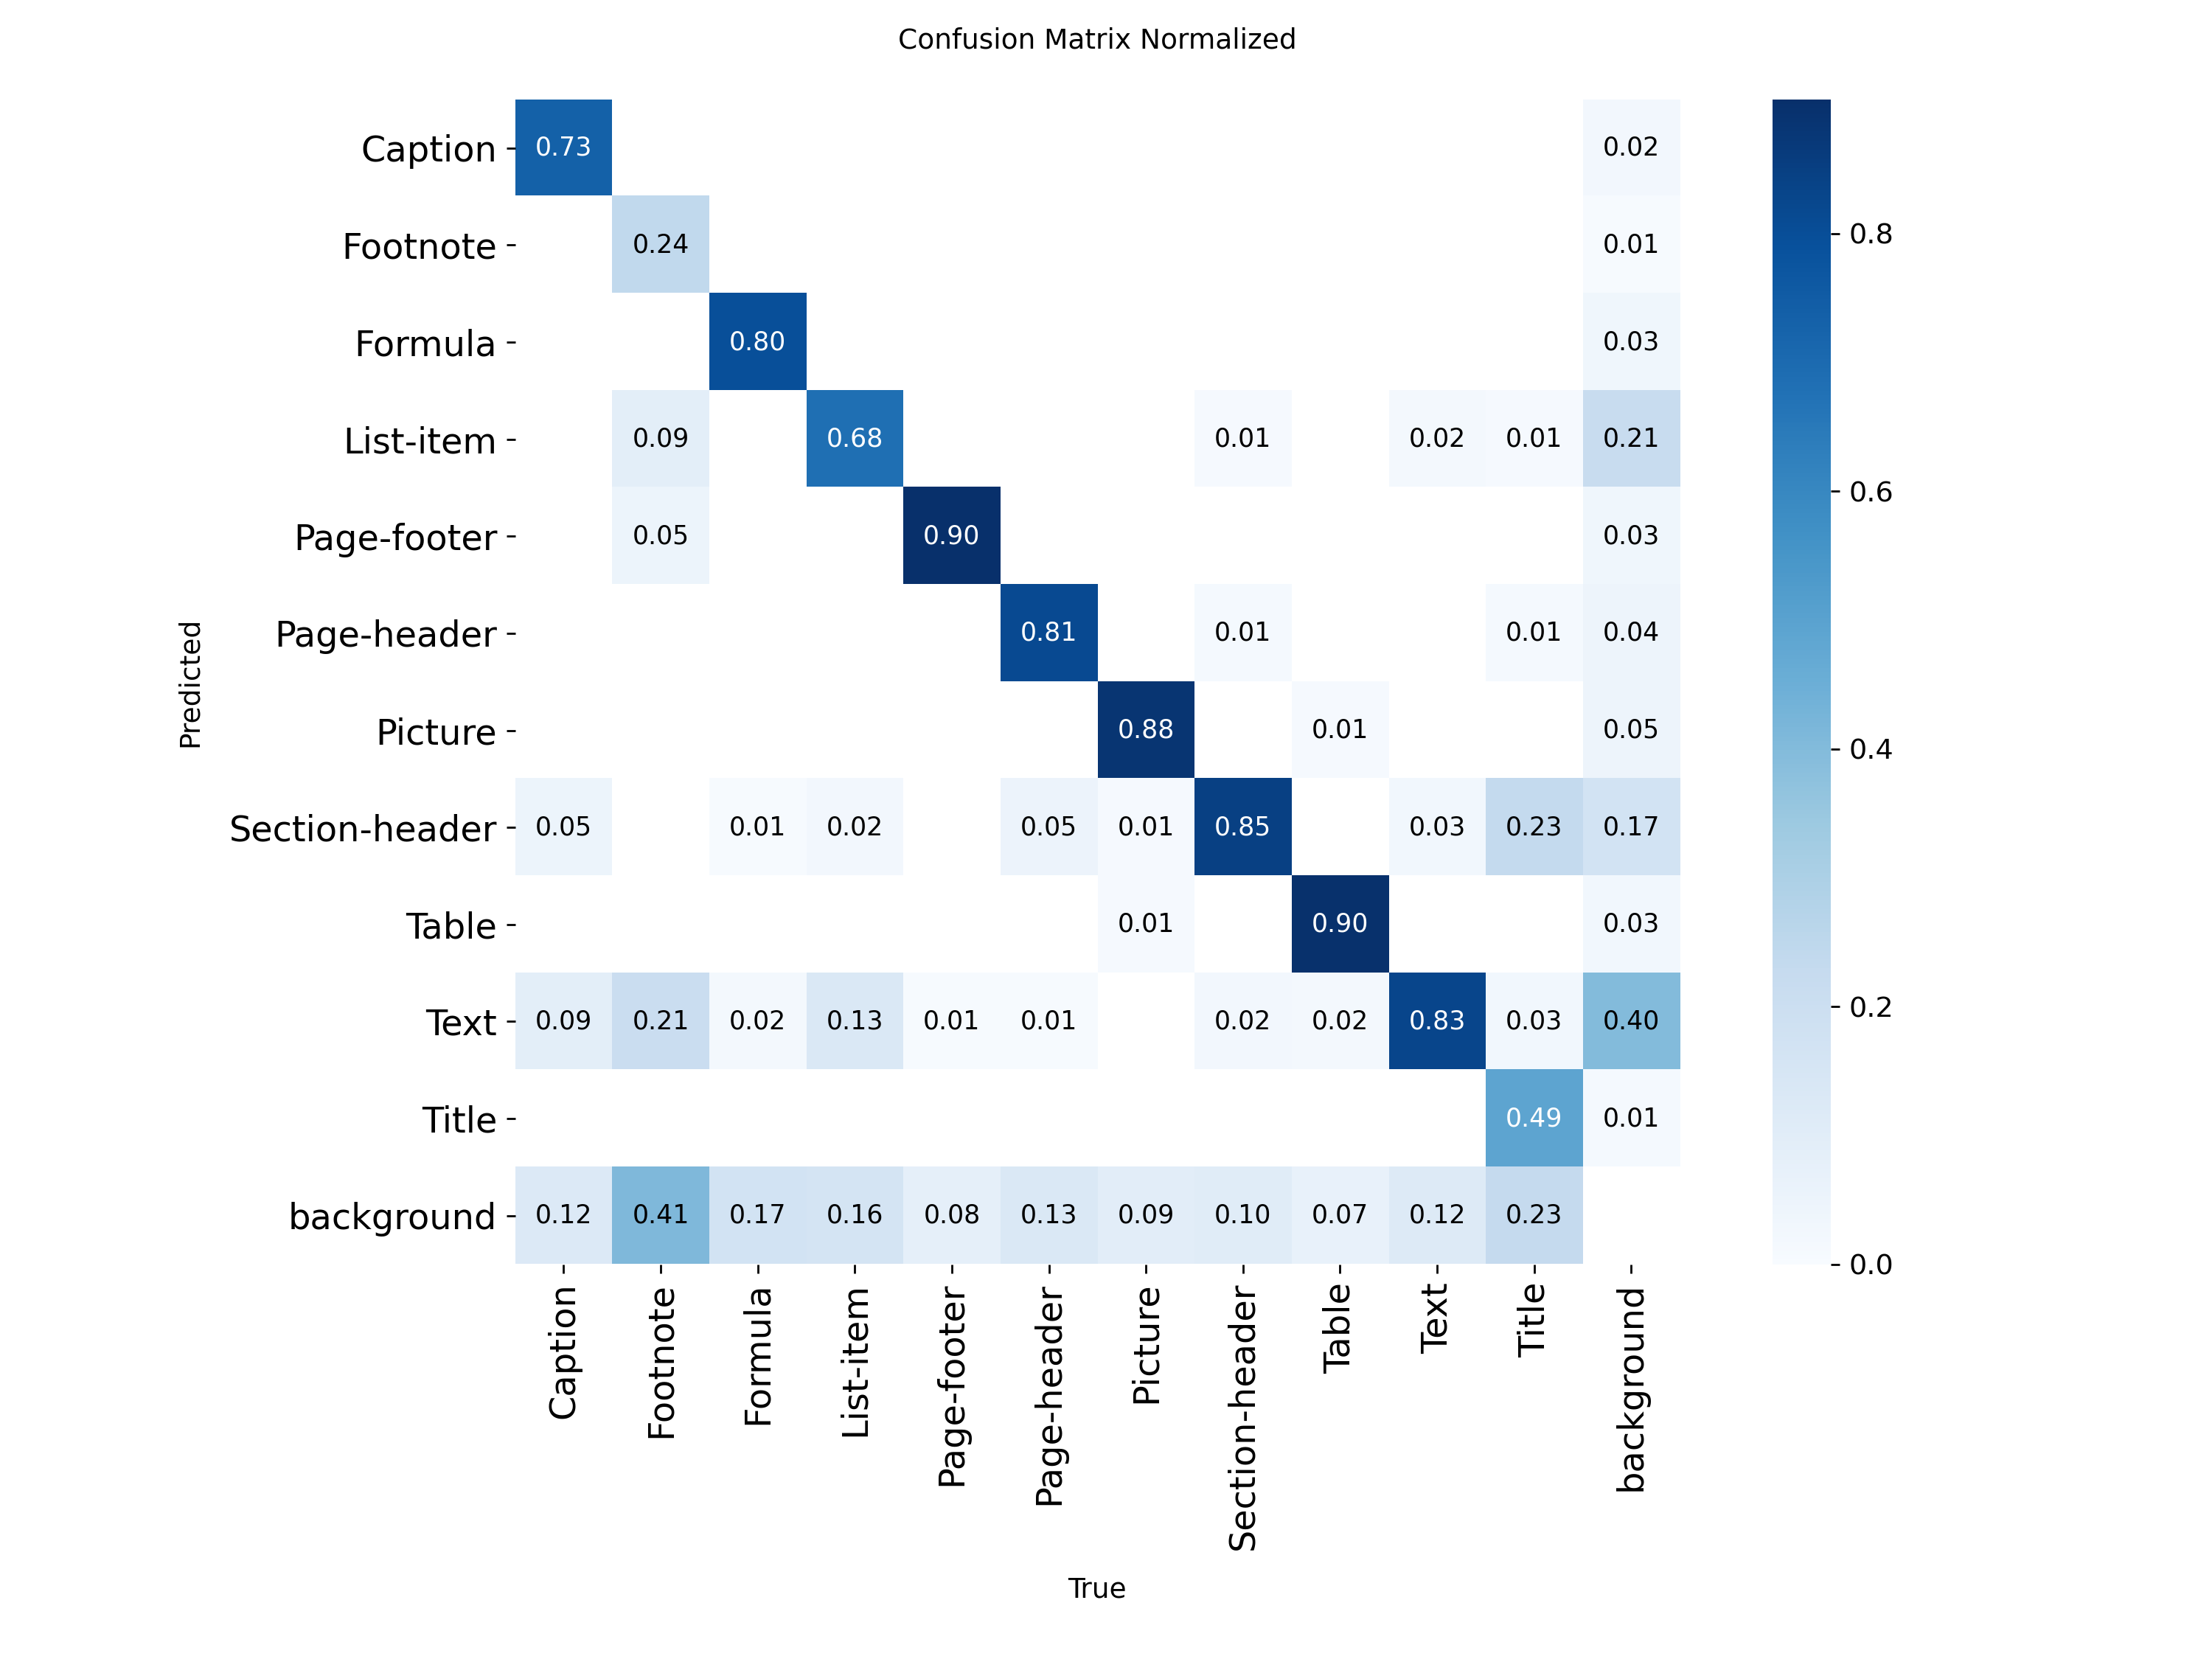 Confusion Matrix Normalized
Caption 0.73 0.02
Footnote 0.24 0.01
Formula 0.80 0.03
List-item 0.09 0.68 0.01 0.02 0.01 0.21
Page-footer 0.05 0.90 0.03
Page-header 0.81 0.01 0.01 0.04
Picture 0.88 0.01 0.05
Section-header 0.05 0.01 0.02 0.05 0.01 0.85 0.03 0.23 0.17
Table 0.01 0.90 0.03
Text 0.09 0.21 0.02 0.13 0.01 0.01 0.02 0.02 0.83 0.03 0.40
Title 0.49 0.01
background 0.12 0.41 0.17 0.16 0.08 0.13 0.09 0.10 0.07 0.12 0.23
Predicted
Caption
Footnote
Formula
List-item
Page-footer
Page-header
Picture
Section-header
Table
Text
Title
background
True
0.8
0.6
0.4
0.2
0.0